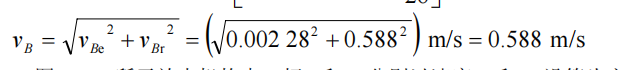 v_B = √(v_Be² + v_Br²) = (√(0.002 28² + 0.588²)) m/s = 0.588 m/s